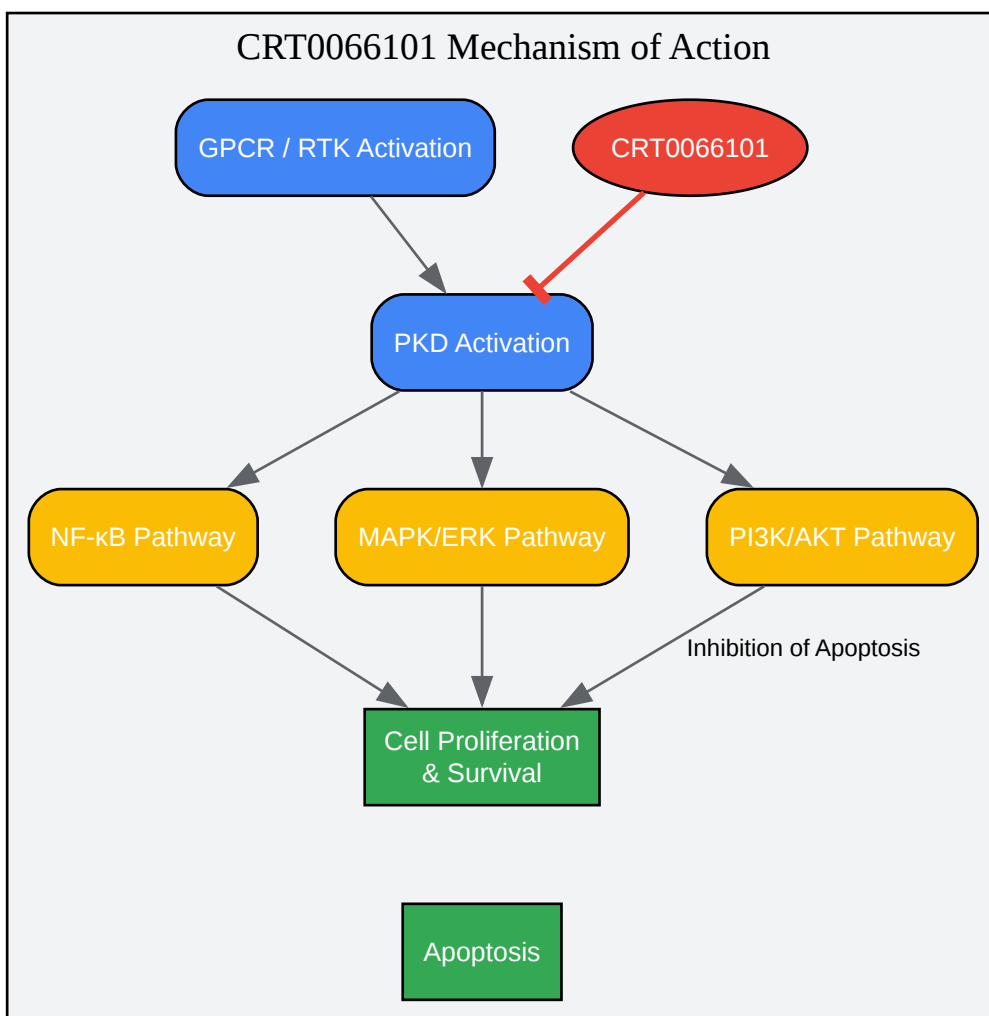 CRT0066101 Mechanism of Action
GPCR / RTK Activation
CRT0066101
PKD Activation
NF-κB Pathway
MAPK/ERK Pathway
PI3K/AKT Pathway
Inhibition of Apoptosis
Cell Proliferation
& Survival
Apoptosis